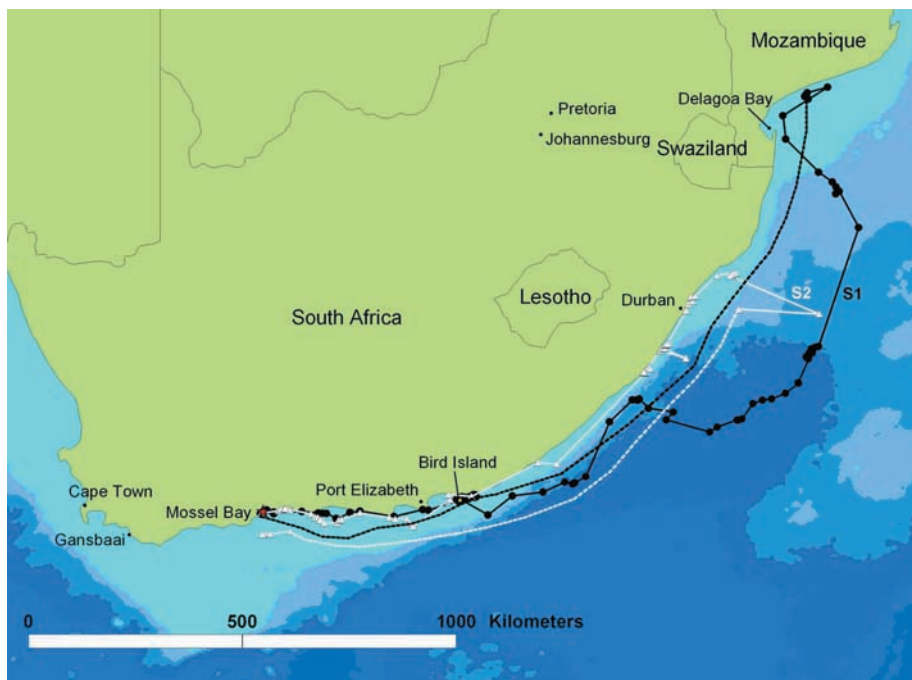 Mozambique
Delagoa Bay
Pretoria
Johannesburg
Swaziland
Lesotho
Durban
S2
S1
South Africa
Bird Island
Cape Town
Port Elizabeth
Mossel Bay
Gansbaai
0 500 1000 Kilometers